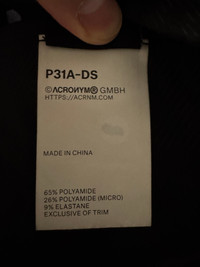 P31A-DS
©ΛCROИYM® GMBH
HTTPS://ACRNM.COM
MADE IN CHINA
65% POLYAMIDE
26% POLYAMIDE (MICRO)
9% ELASTANE
EXCLUSIVE OF TRIM